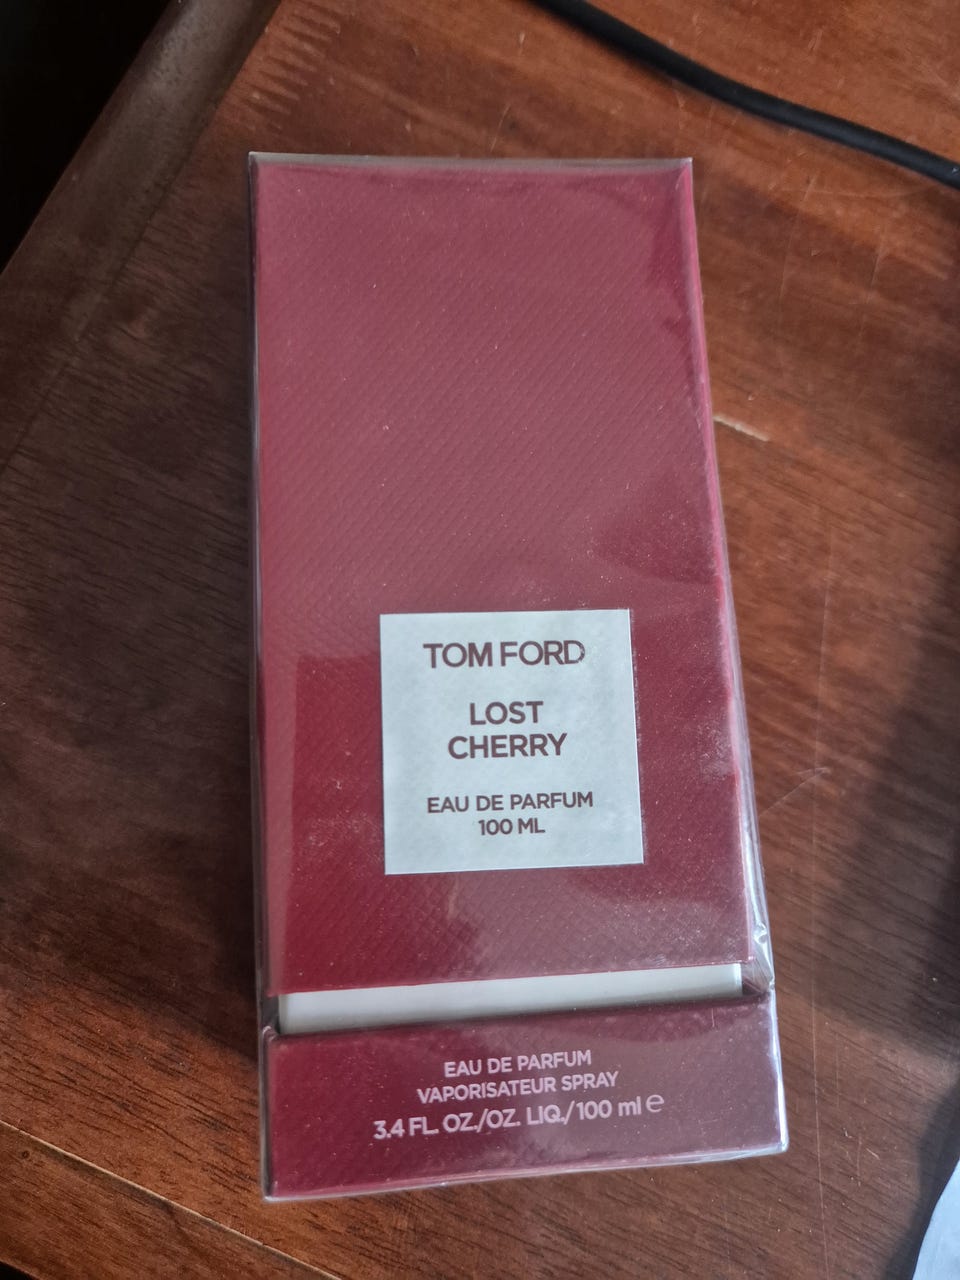 TOM FORD
LOST
CHERRY
EAU DE PARFUM
100 ML
EAU DE PARFUM
VAPORISATEUR SPRAY
3.4 FL. OZ./OZ. LIQ./100 ml ℮